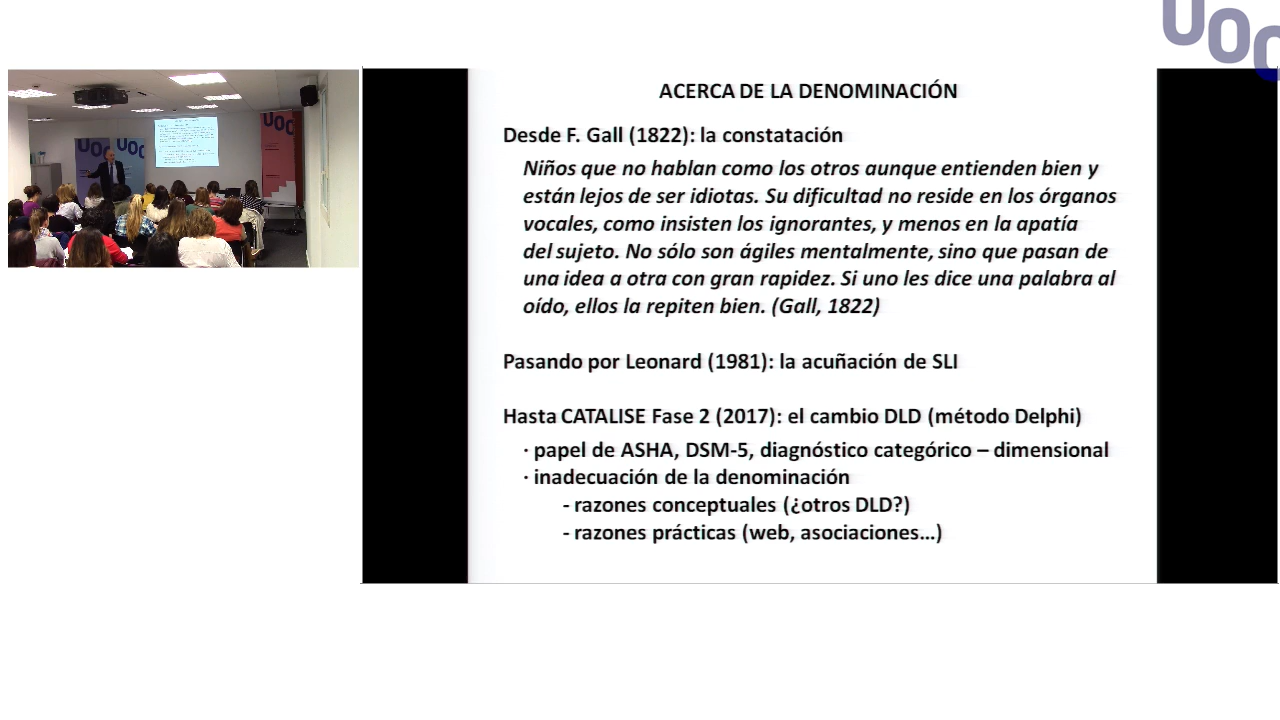 UOC
UOC
UOC
UOC
ACERCA DE LA DENOMINACIÓN
Desde F. Gall (1822): la constatación
Niños que no hablan como los otros aunque entienden bien y
están lejos de ser idiotas. Su dificultad no reside en los órganos
vocales, como insisten los ignorantes, y menos en la apatía
del sujeto. No sólo son ágiles mentalmente, sino que pasan de
una idea a otra con gran rapidez. Si uno les dice una palabra al
oído, ellos la repiten bien. (Gall, 1822)
Pasando por Leonard (1981): la acuñación de SLI
Hasta CATALISE Fase 2 (2017): el cambio DLD (método Delphi)
· papel de ASHA, DSM-5, diagnóstico categórico – dimensional
· inadecuación de la denominación
- razones conceptuales (¿otros DLD?)
- razones prácticas (web, asociaciones...)